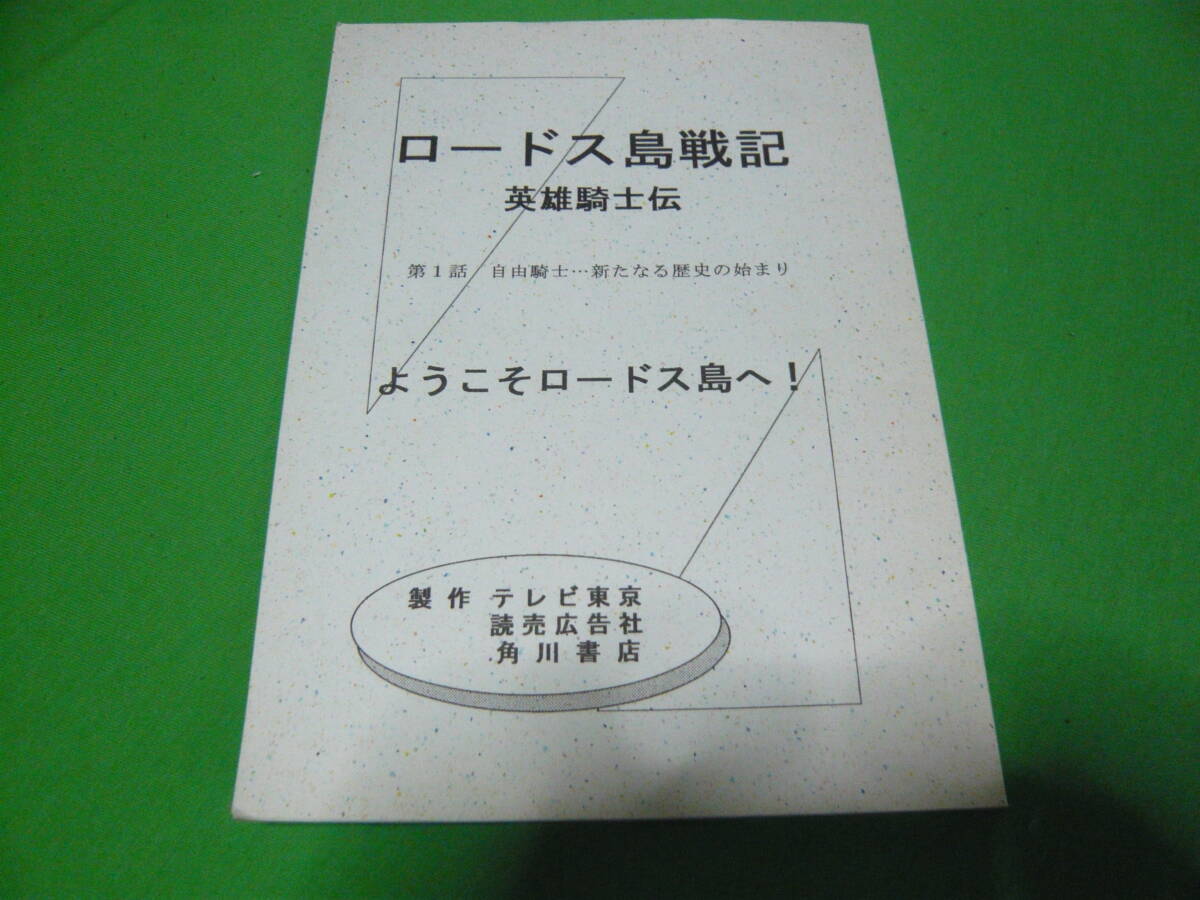 ロードス島戦記
英雄騎士伝
第１話 自由騎士…新たなる歴史の始まり
ようこそロードス島へ！
製作 テレビ東京
読売広告社
角川書店